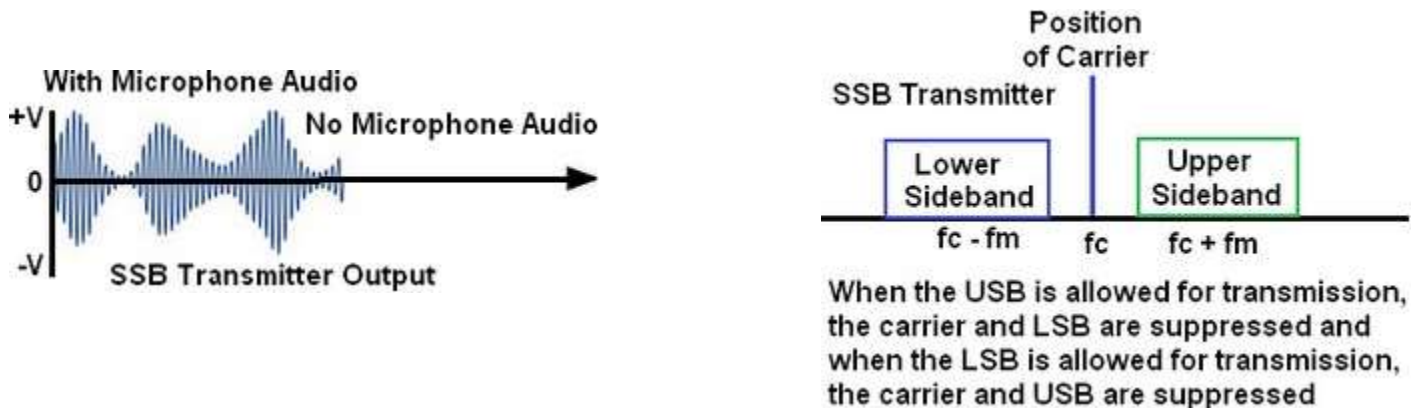 With Microphone Audio
+V
No Microphone Audio
0
-V
SSB Transmitter Output
Position
of Carrier
SSB Transmitter
Lower
Sideband
Upper
Sideband
fc - fm
fc
fc + fm
When the USB is allowed for transmission,
the carrier and LSB are suppressed and
when the LSB is allowed for transmission,
the carrier and USB are suppressed